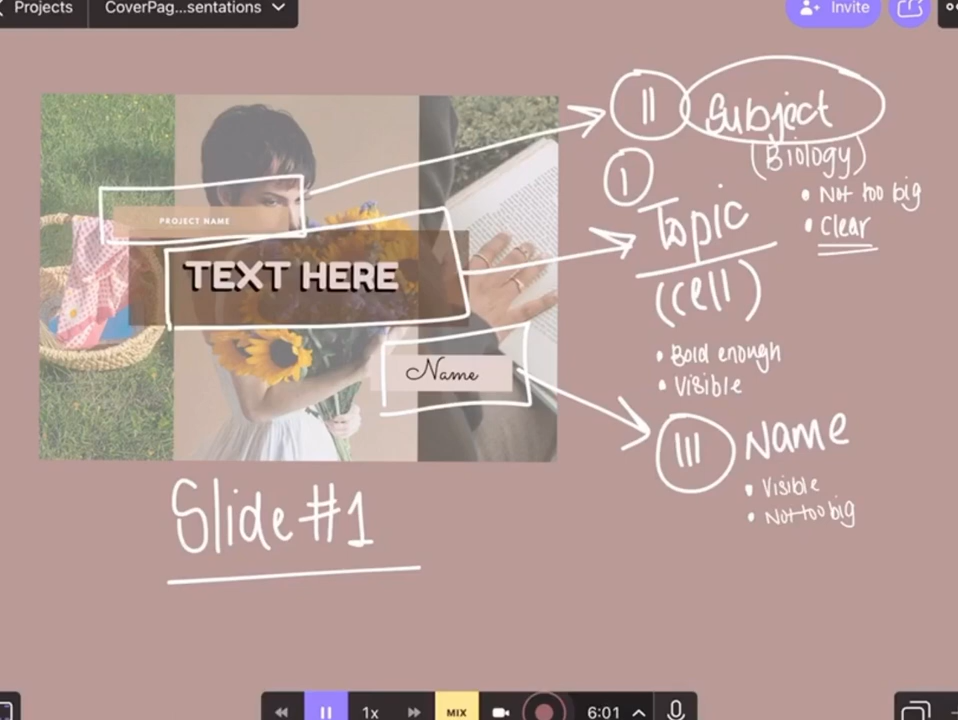 Projects
CoverPag...sentations
Invite
II Subject
(Biology)
• Not too big
• Clear
I Topic
(cell)
• Bold enough
• Visible
PROJECT NAME
TEXT HERE
Name
III Name
• Visible
• Not too big
Slide #1
1x
MIX
6:01